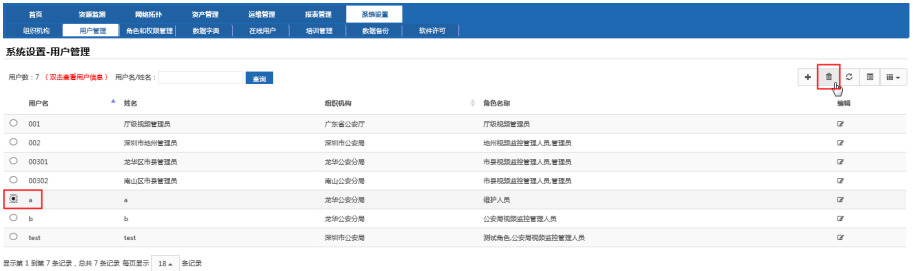 首页 资源监测 网络拓扑 资产管理 运维管理 报表管理 系统设置
组织机构 用户管理 角色和权限管理 数据字典 在线用户 培训管理 数据备份 软件许可
系统设置-用户管理
用户数：7 （双击查看用户信息） 用户名/姓名： 查询
用户名 姓名 组织机构 角色名称 编辑
001 厅级视频管理员 广东省公安厅 厅级视频管理员
002 深圳市地州管理员 深圳市公安局 地州视频监控管理人员,管理员
00301 龙华区市县管理员 龙华公安分局 市县视频监控管理人员,管理员
00302 南山区市县管理员 南山公安分局 市县视频监控管理人员,管理员
a a 龙华公安分局 维护人员
b b 龙华公安分局 公安局视频监控管理人员
test test 深圳市公安局 测试角色,公安局视频监控管理人员
显示第 1 到第 7 条记录，总共 7 条记录 每页显示 18 条记录